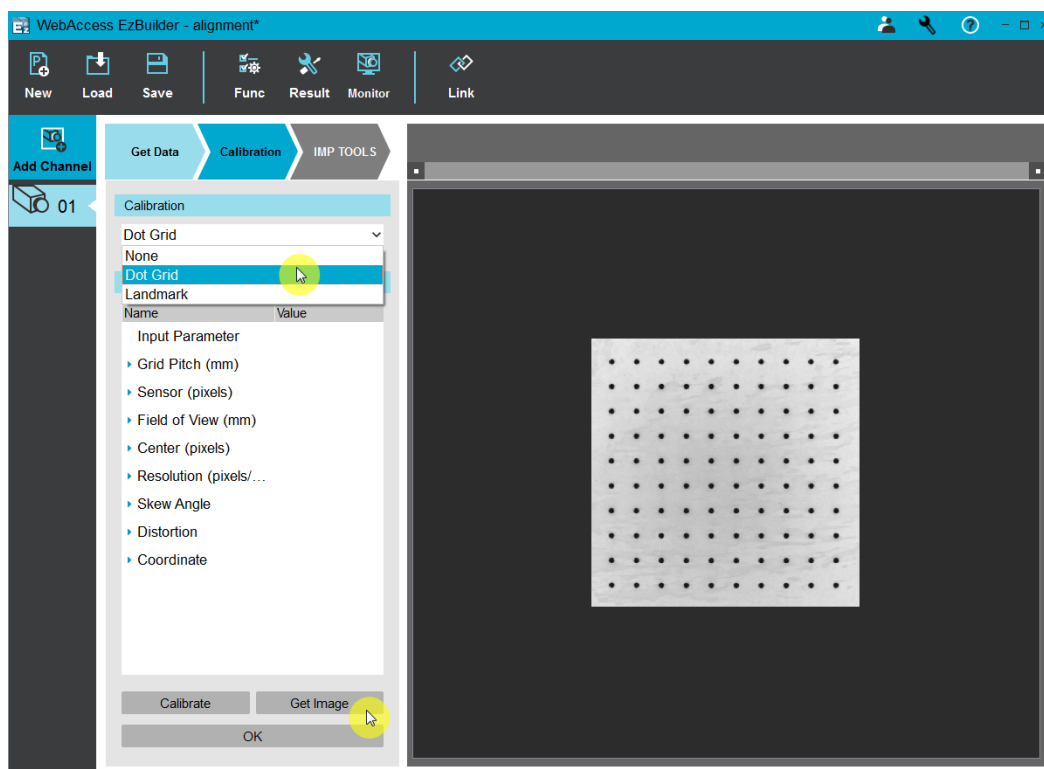 WebAccess EzBuilder - alignment*
New Load Save Func Result Monitor Link
Add Channel
01
Get Data Calibration IMP TOOLS
Calibration
Dot Grid
None
Dot Grid
Landmark
Name Value
Input Parameter
Grid Pitch (mm)
Sensor (pixels)
Field of View (mm)
Center (pixels)
Resolution (pixels/...
Skew Angle
Distortion
Coordinate
Calibrate Get Image
OK